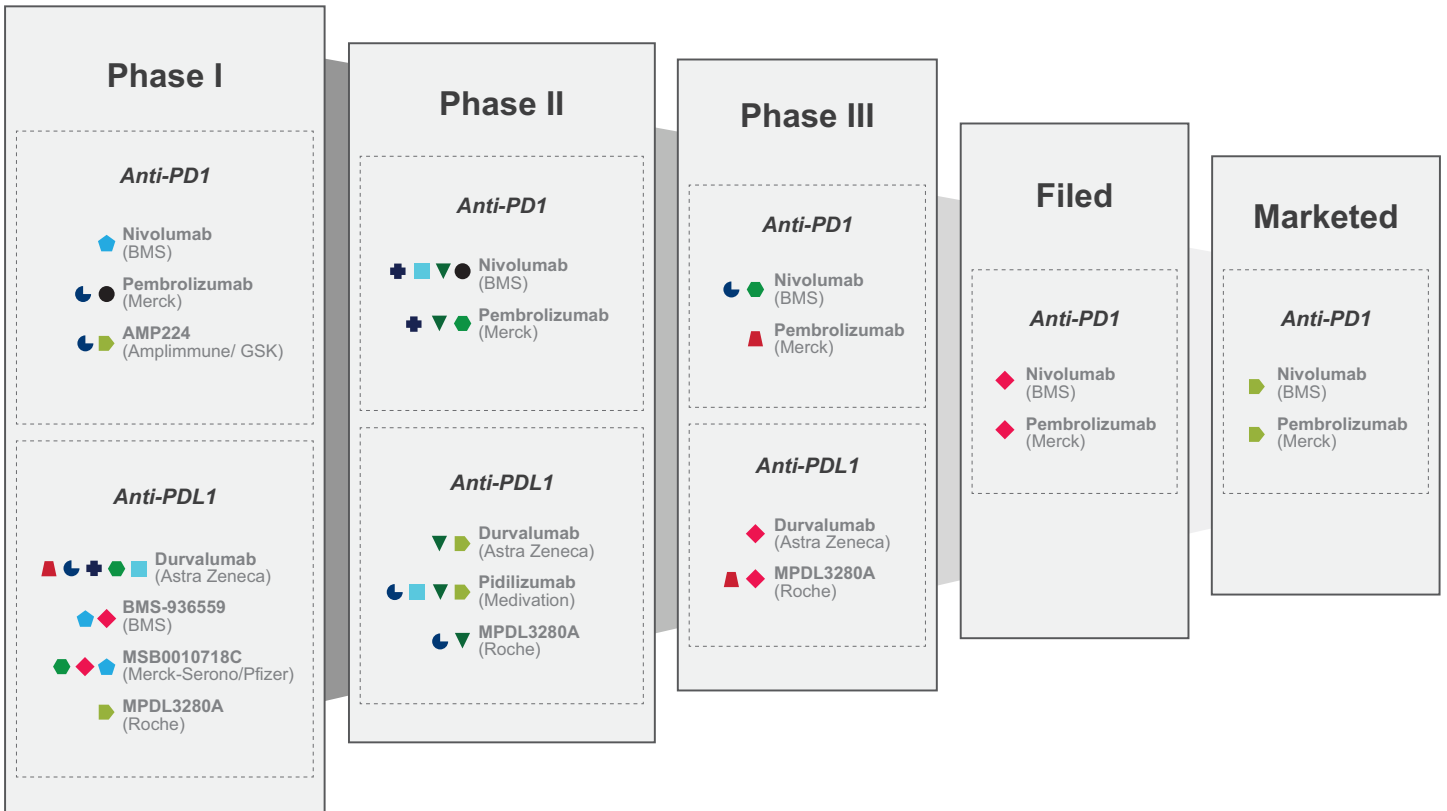 Phase I
Anti-PD1
Nivolumab
(BMS)
Pembrolizumab
(Merck)
AMP224
(Amplimmune/ GSK)
Anti-PDL1
Durvalumab
(Astra Zeneca)
BMS-936559
(BMS)
MSB0010718C
(Merck-Serono/Pfizer)
MPDL3280A
(Roche)
Phase II
Anti-PD1
Nivolumab
(BMS)
Pembrolizumab
(Merck)
Anti-PDL1
Durvalumab
(Astra Zeneca)
Pidilizumab
(Medivation)
MPDL3280A
(Roche)
Phase III
Anti-PD1
Nivolumab
(BMS)
Pembrolizumab
(Merck)
Anti-PDL1
Durvalumab
(Astra Zeneca)
MPDL3280A
(Roche)
Filed
Anti-PD1
Nivolumab
(BMS)
Pembrolizumab
(Merck)
Marketed
Anti-PD1
Nivolumab
(BMS)
Pembrolizumab
(Merck)